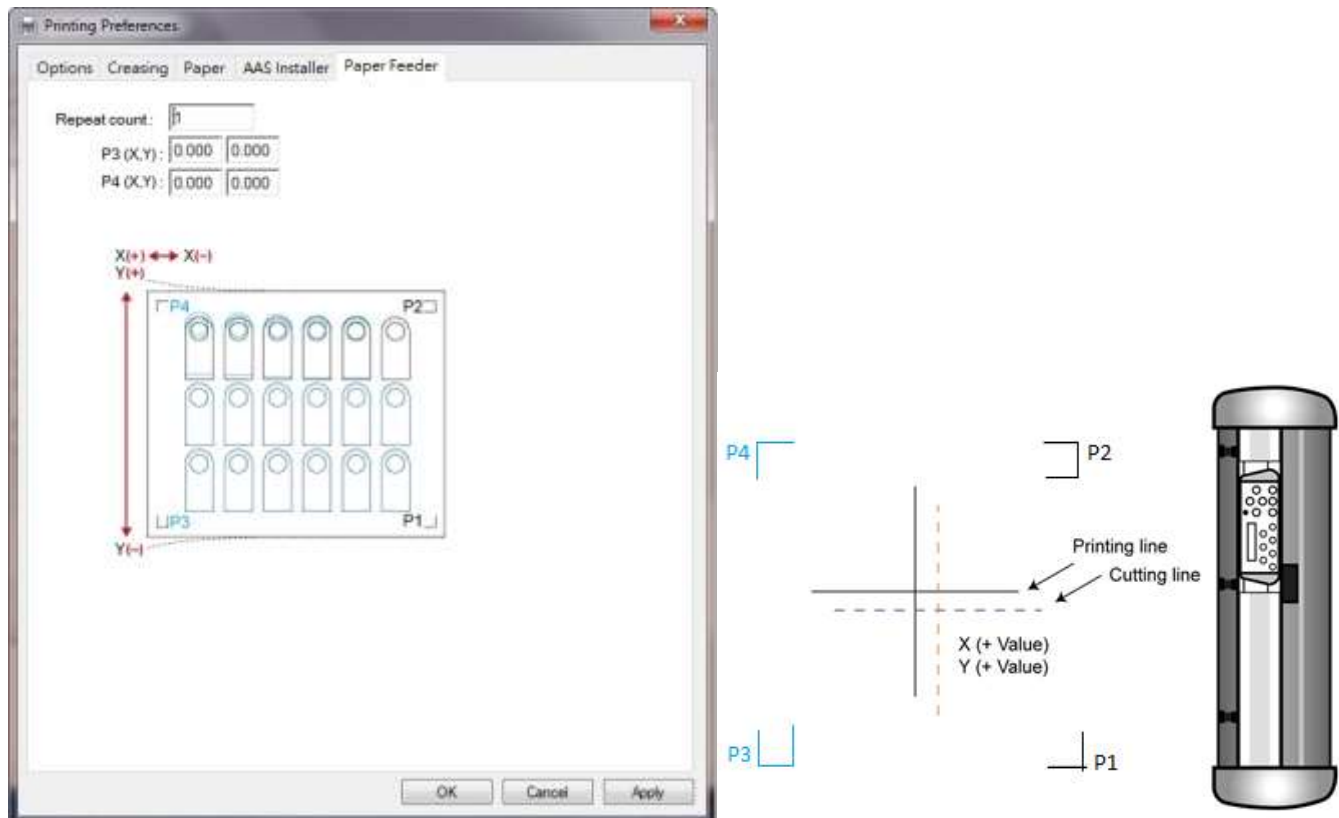 Printing Preferences
Options Creasing Paper AAS Installer Paper Feeder
Repeat count: 1
P3 (X,Y) : 0.000 0.000
P4 (X,Y) : 0.000 0.000
X(+) X(−)
Y(+)
P4 P2
P3 P1
Y(−)
OK Cancel Apply
P4 P2
Printing line
Cutting line
X (+ Value)
Y (+ Value)
P3 P1